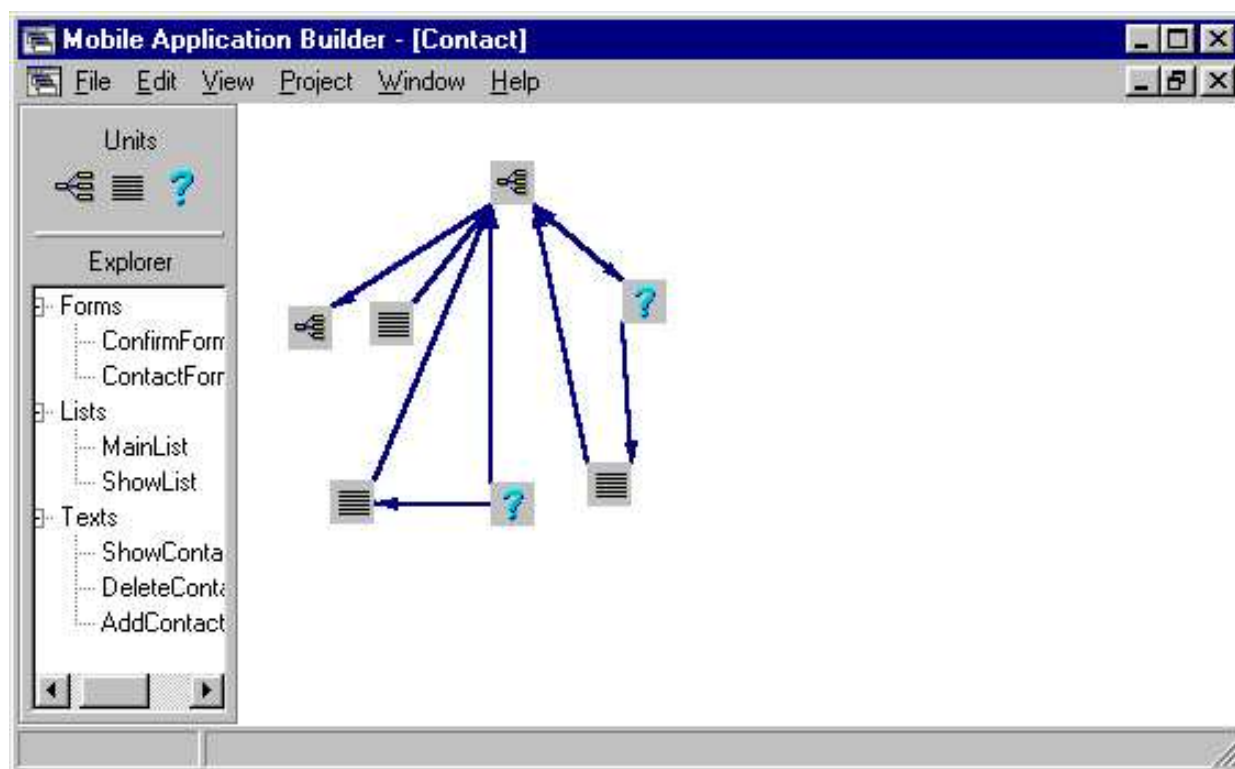 Mobile Application Builder - [Contact]
File Edit View Project Window Help
Units
Explorer
Forms
ConfirmForm
ContactForr
Lists
MainList
ShowList
Texts
ShowConta
DeleteConta
AddContact